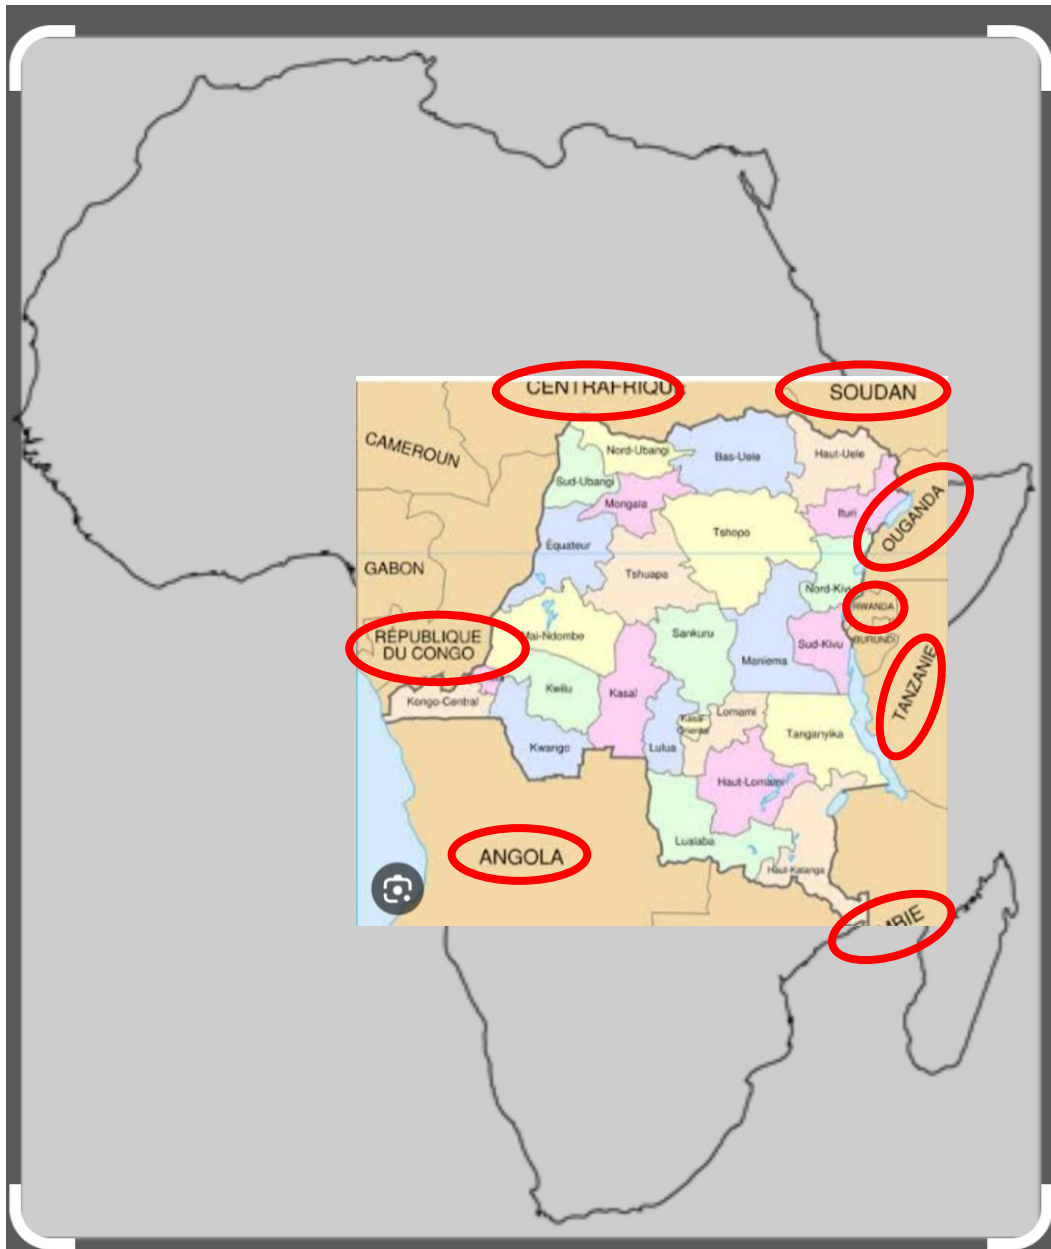 CENTRAFRIQUE
SOUDAN
CAMEROUN
Nord-Ubangi
Bas-Uele
Haut-Uele
Sud-Ubangi
Mongala
Ituri
OUGANDA
Tshopo
Équateur
GABON
Tshuapa
Nord-Kivu
RWANDA
RÉPUBLIQUE
DU CONGO
Mai-Ndombe
Sankuru
Sud-Kivu
BURUNDI
Maniema
TANZANIE
Kwilu
Kasaï
Kongo-Central
Lomami
Kasaï
Oriental
Tanganyika
Kwango
Lulua
Haut-Lomami
Lualaba
ANGOLA
Haut-Katanga
MBIE